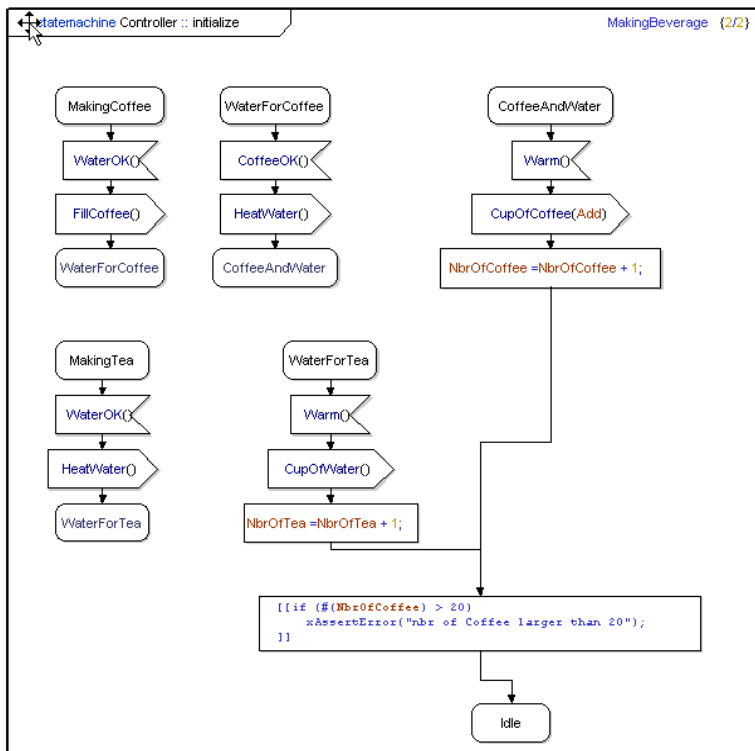 statemachine Controller :: initialize
MakingBeverage {2/2}
MakingCoffee
WaterOK()
FillCoffee()
WaterForCoffee
WaterForCoffee
CoffeeOK()
HeatWater()
CoffeeAndWater
CoffeeAndWater
Warm()
CupOfCoffee(Add)
NbrOfCoffee =NbrOfCoffee + 1;
MakingTea
WaterOK()
HeatWater()
WaterForTea
WaterForTea
Warm()
CupOfWater()
NbrOfTea =NbrOfTea + 1;
[[if (#(NbrOfCoffee) > 20)
xAssertError("nbr of Coffee larger than 20");
]]
Idle